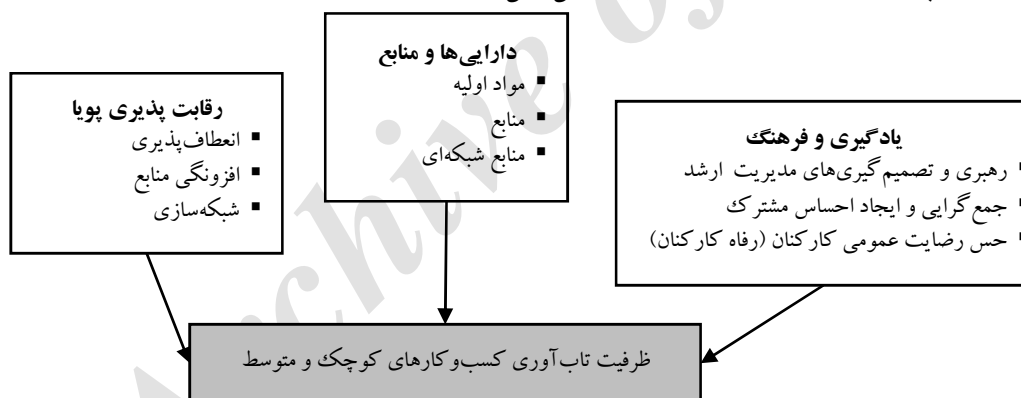 دارایی‌ها و منابع
▪ مواد اولیه
▪ منابع
▪ منابع شبکه‌ای
رقابت پذیری پویا
▪ انعطاف‌پذیری
▪ افزونگی منابع
▪ شبکه‌سازی
یادگیری و فرهنگ
▪ رهبری و تصمیم گیری‌های مدیریت ارشد
▪ جمع گرایی و ایجاد احساس مشترک
▪ حس رضایت عمومی کارکنان (رفاه کارکنان)
ظرفیت تاب‌آوری کسب‌وکارهای کوچک و متوسط
Archive of